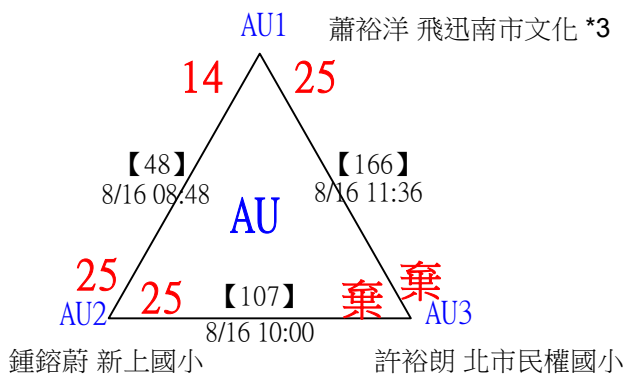 AU1 蕭裕洋 飛迅南市文化 *3
14 25
【48】 【166】
8/16 08:48 8/16 11:36
AU
25 棄
25 【107】 棄
AU2 AU3
8/16 10:00
鍾鎔蔚 新上國小 許裕朗 北市民權國小